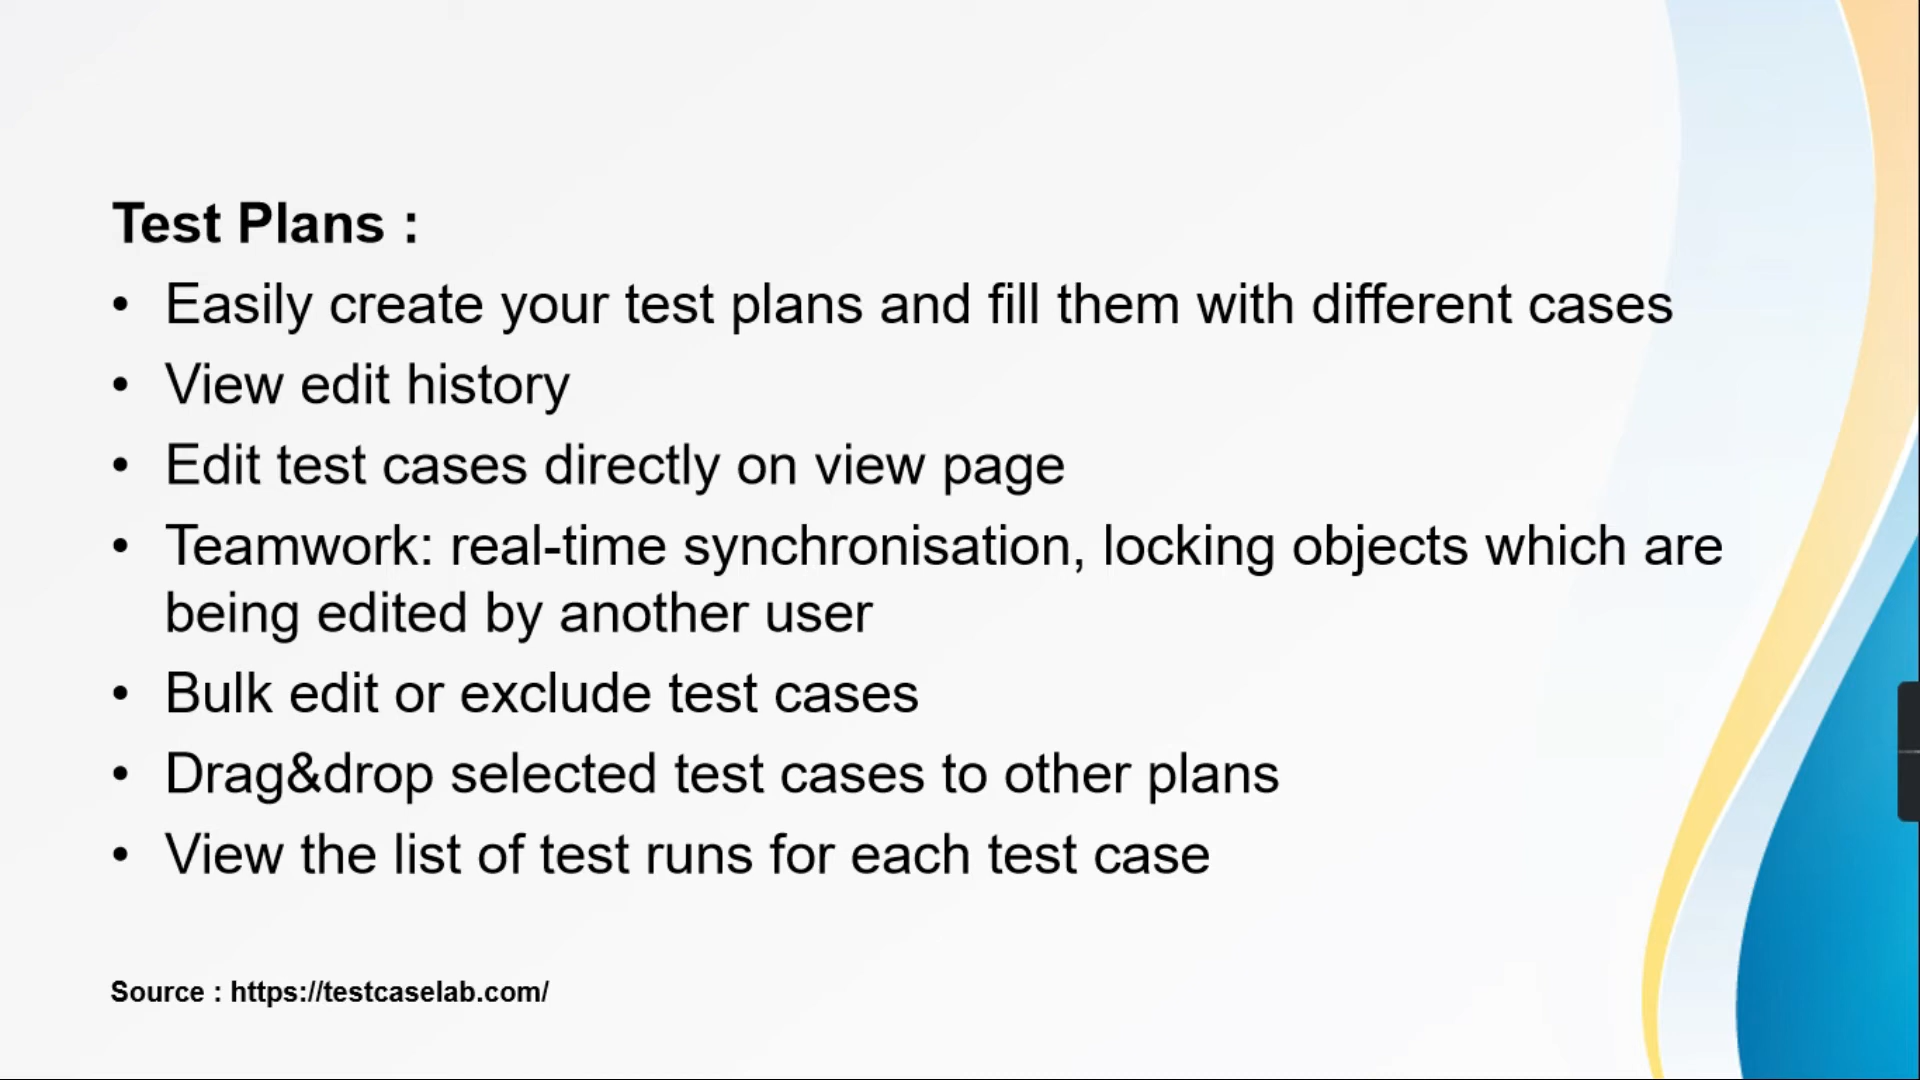 Test Plans :
• Easily create your test plans and fill them with different cases
• View edit history
• Edit test cases directly on view page
• Teamwork: real-time synchronisation, locking objects which are
being edited by another user
• Bulk edit or exclude test cases
• Drag&drop selected test cases to other plans
• View the list of test runs for each test case
Source : https://testcaselab.com/